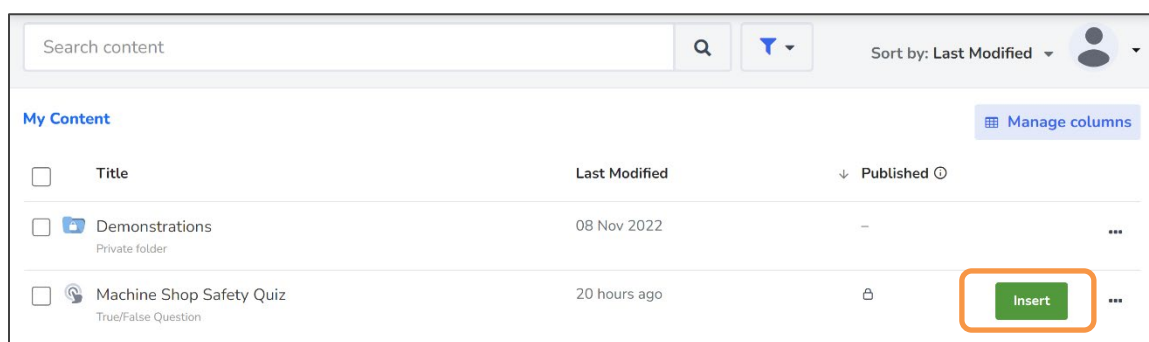 Search content
Sort by: Last Modified
My Content
Manage columns
Title Last Modified Published
Demonstrations 08 Nov 2022 –
Private folder
Machine Shop Safety Quiz 20 hours ago Insert
True/False Question